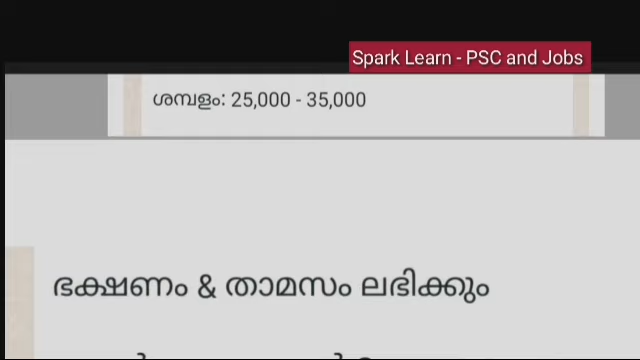 Spark Learn - PSC and Jobs
ശമ്പളം: 25,000 - 35,000
ഭക്ഷണം & താമസം ലഭിക്കും